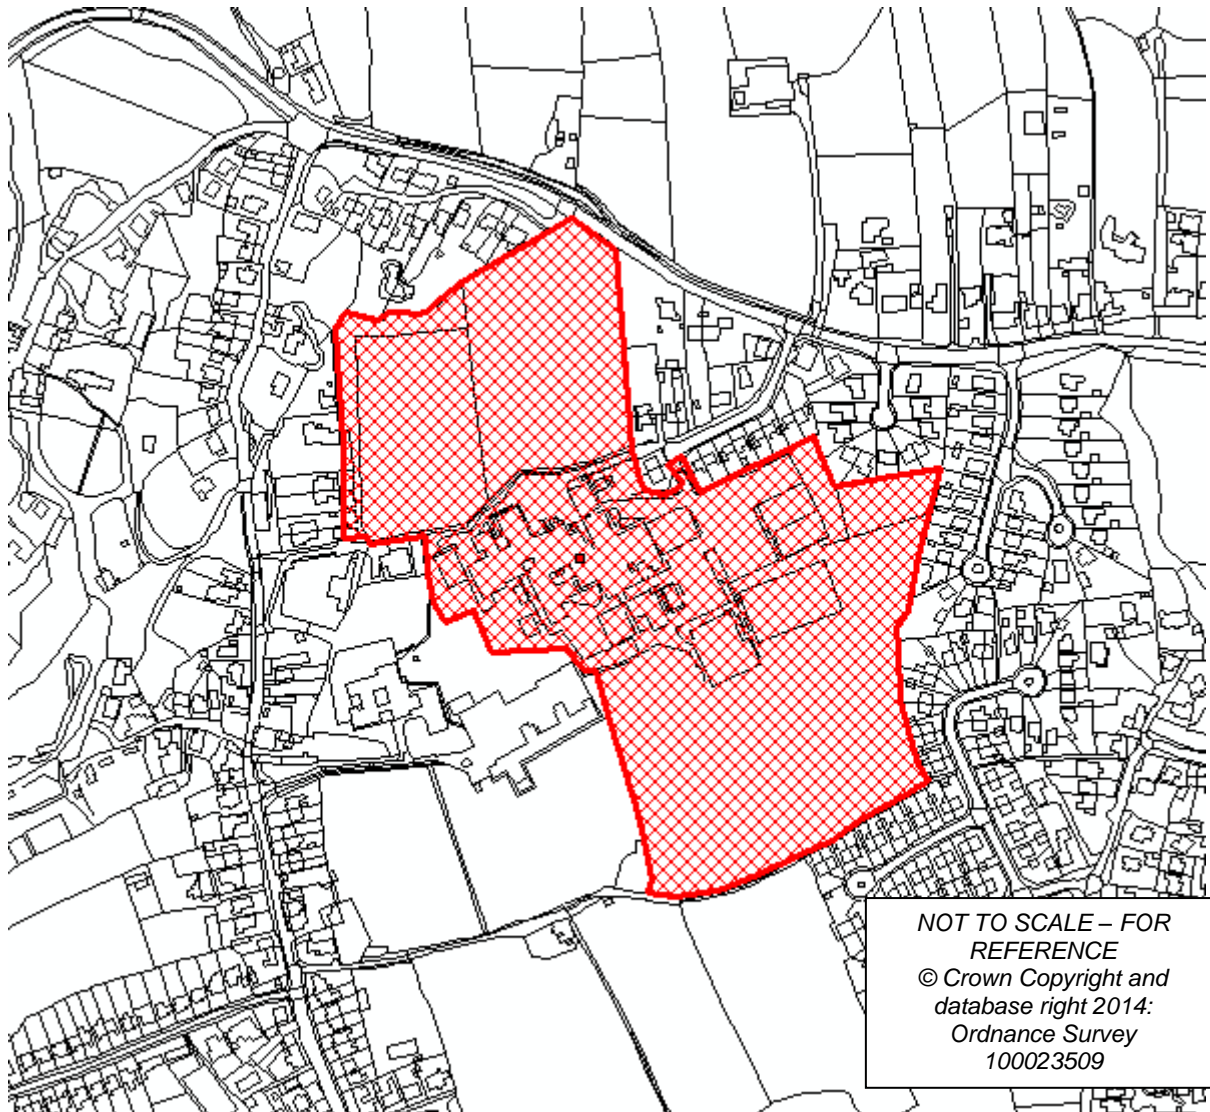 NOT TO SCALE – FOR
REFERENCE
© Crown Copyright and
database right 2014:
Ordnance Survey
100023509